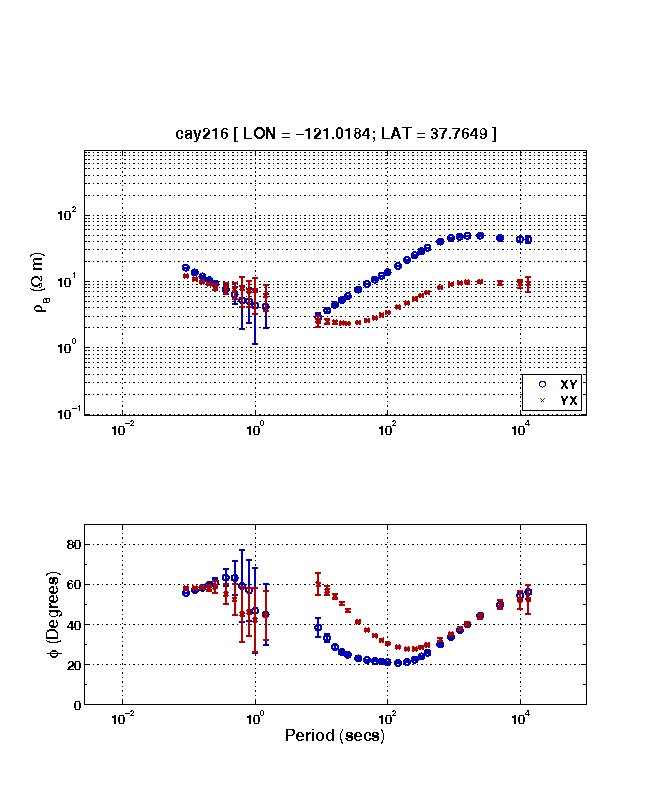 cay216 [ LON = −121.0184; LAT = 37.7649 ]
ρa (Ω m)
10^2
10^1
10^0
10^−1
XY
YX
10^−2
10^0
10^2
10^4
φ (Degrees)
80
60
40
20
0
10^−2
10^0
10^2
10^4
Period (secs)